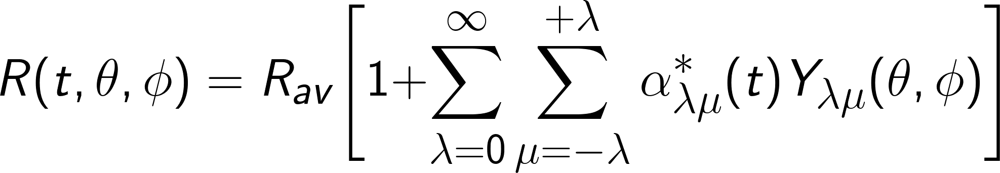 R(t, θ, ϕ) = R_{av} [ 1 + \sum_{λ=0}^{∞} \sum_{μ=-λ}^{+λ} α^{*}_{λμ}(t) Y_{λμ}(θ, ϕ) ]